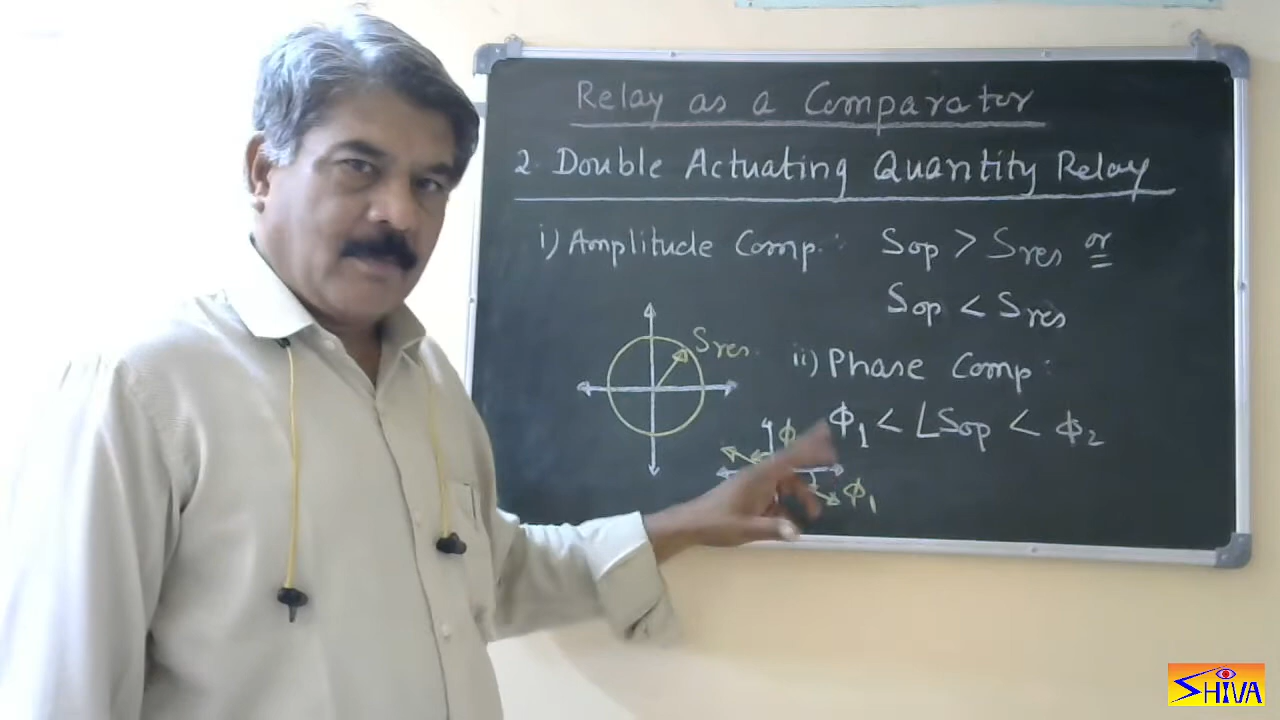 Relay as a Comparator
2. Double Actuating Quantity Relay
i) Amplitude Comp: Sop > Sres or
Sop < Sres
Sres
ii) Phase Comp:
ϕ1 < ∠Sop < ϕ2
ϕ
ϕ1
SHIVA